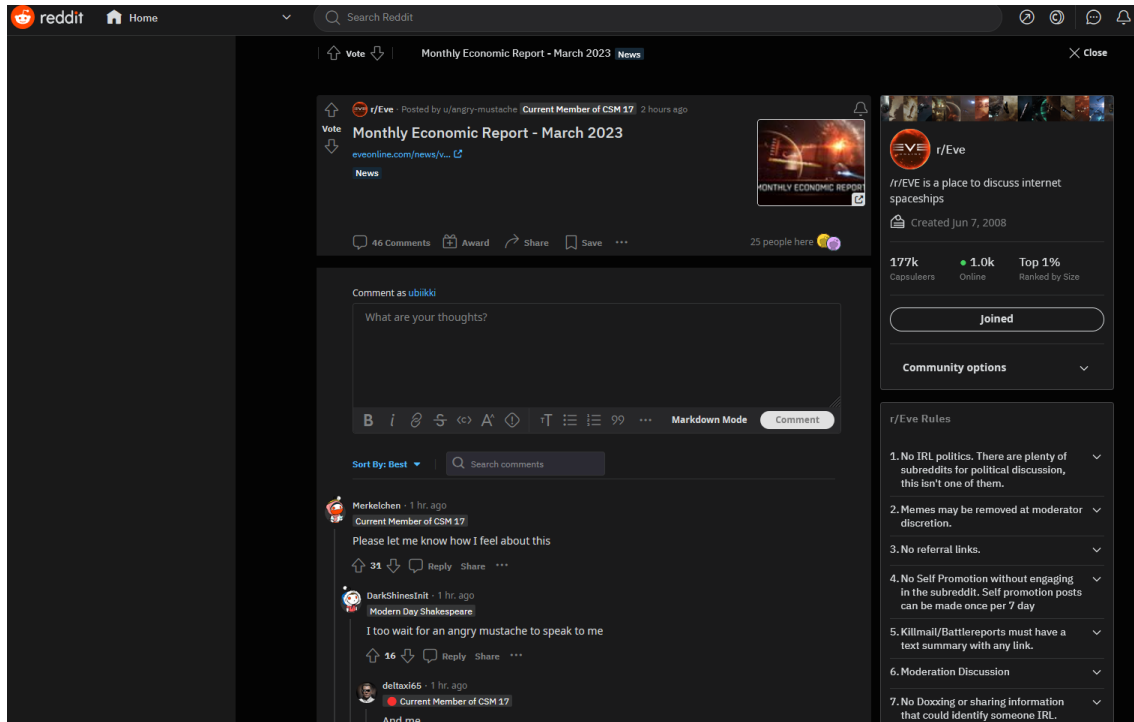 reddit
Home
Search Reddit
Vote
Monthly Economic Report - March 2023 News
Close
r/Eve · Posted by u/angry-mustache Current Member of CSM 17 2 hours ago
Vote
Monthly Economic Report - March 2023
eveonline.com/news/v...
News
MONTHLY ECONOMIC REPORT
46 Comments Award Share Save ···
25 people here
Comment as ubiikki
What are your thoughts?
Markdown Mode
Comment
Sort By: Best
Search comments
Merkelchen · 1 hr. ago
Current Member of CSM 17
Please let me know how I feel about this
31 Reply Share ···
DarkShinesInit · 1 hr. ago
Modern Day Shakespeare
I too wait for an angry mustache to speak to me
16 Reply Share ···
deltaxi65 · 1 hr. ago
Current Member of CSM 17
And me
EVE
r/Eve
/r/EVE is a place to discuss internet
spaceships
Created Jun 7, 2008
177k 1.0k Top 1%
Capsuleers Online Ranked by Size
Joined
Community options
r/Eve Rules
1. No IRL politics. There are plenty of
subreddits for political discussion,
this isn't one of them.
2. Memes may be removed at moderator
discretion.
3. No referral links.
4. No Self Promotion without engaging
in the subreddit. Self promotion posts
can be made once per 7 day
5. Killmail/Battlereports must have a
text summary with any link.
6. Moderation Discussion
7. No Doxxing or sharing information
that could identify someone IRL.